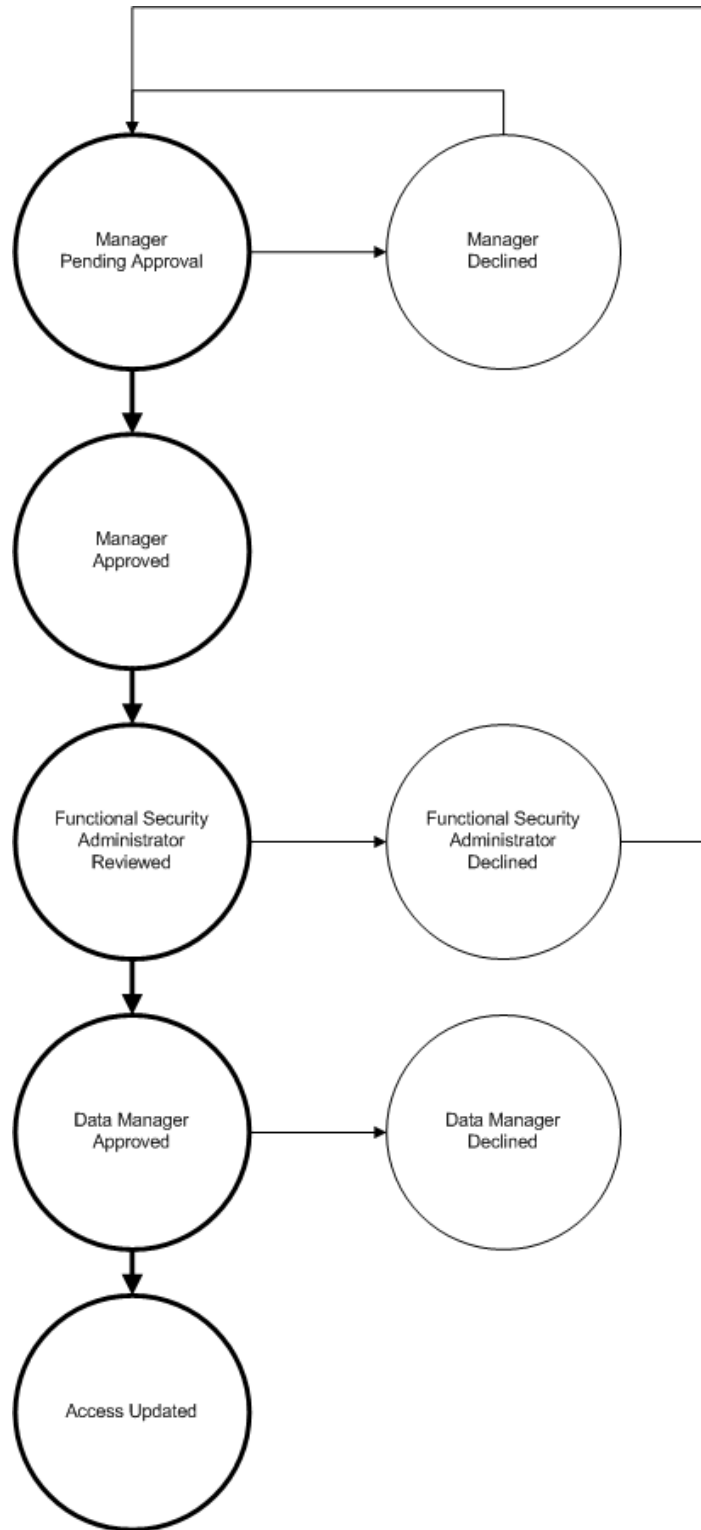 Manager
Pending Approval
Manager
Declined
Manager
Approved
Functional Security
Administrator
Reviewed
Functional Security
Administrator
Declined
Data Manager
Approved
Data Manager
Declined
Access Updated